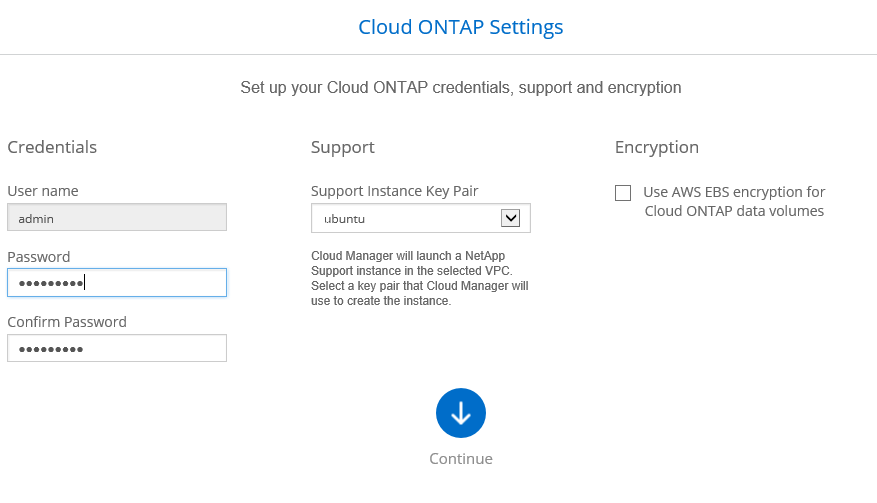 Cloud ONTAP Settings
Set up your Cloud ONTAP credentials, support and encryption
Credentials
User name
admin
Password
●●●●●●●●●
Confirm Password
●●●●●●●●●
Support
Support Instance Key Pair
ubuntu
Cloud Manager will launch a NetApp
Support instance in the selected VPC.
Select a key pair that Cloud Manager will
use to create the instance.
Encryption
Use AWS EBS encryption for
Cloud ONTAP data volumes
Continue